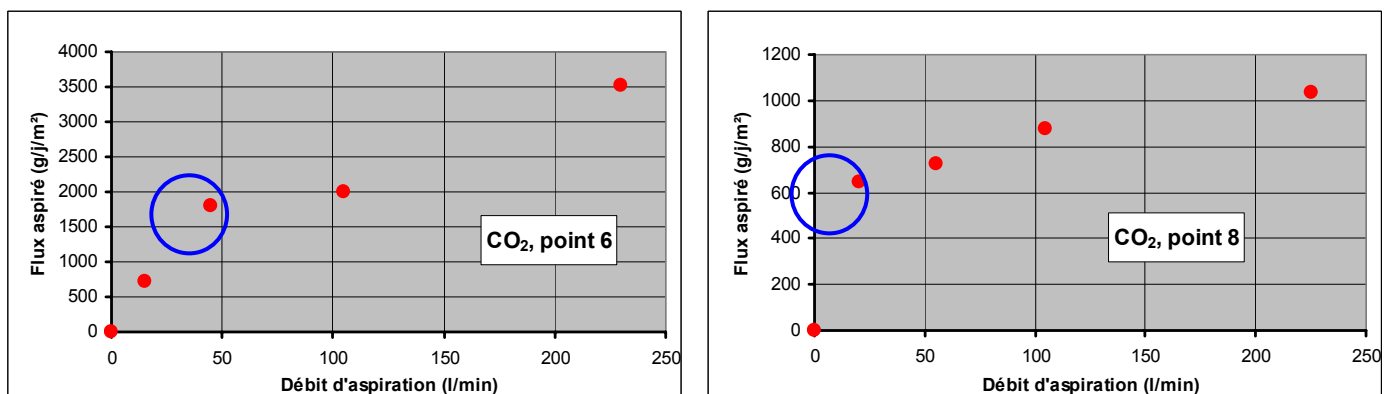 4000
3500
3000
2500
2000
1500
1000
500
0
Flux aspiré (g/j/m²)
CO₂, point 6
0 50 100 150 200 250
Débit d'aspiration (l/min)
1200
1000
800
600
400
200
0
Flux aspiré (g/j/m²)
CO₂, point 8
0 50 100 150 200 250
Débit d'aspiration (l/min)